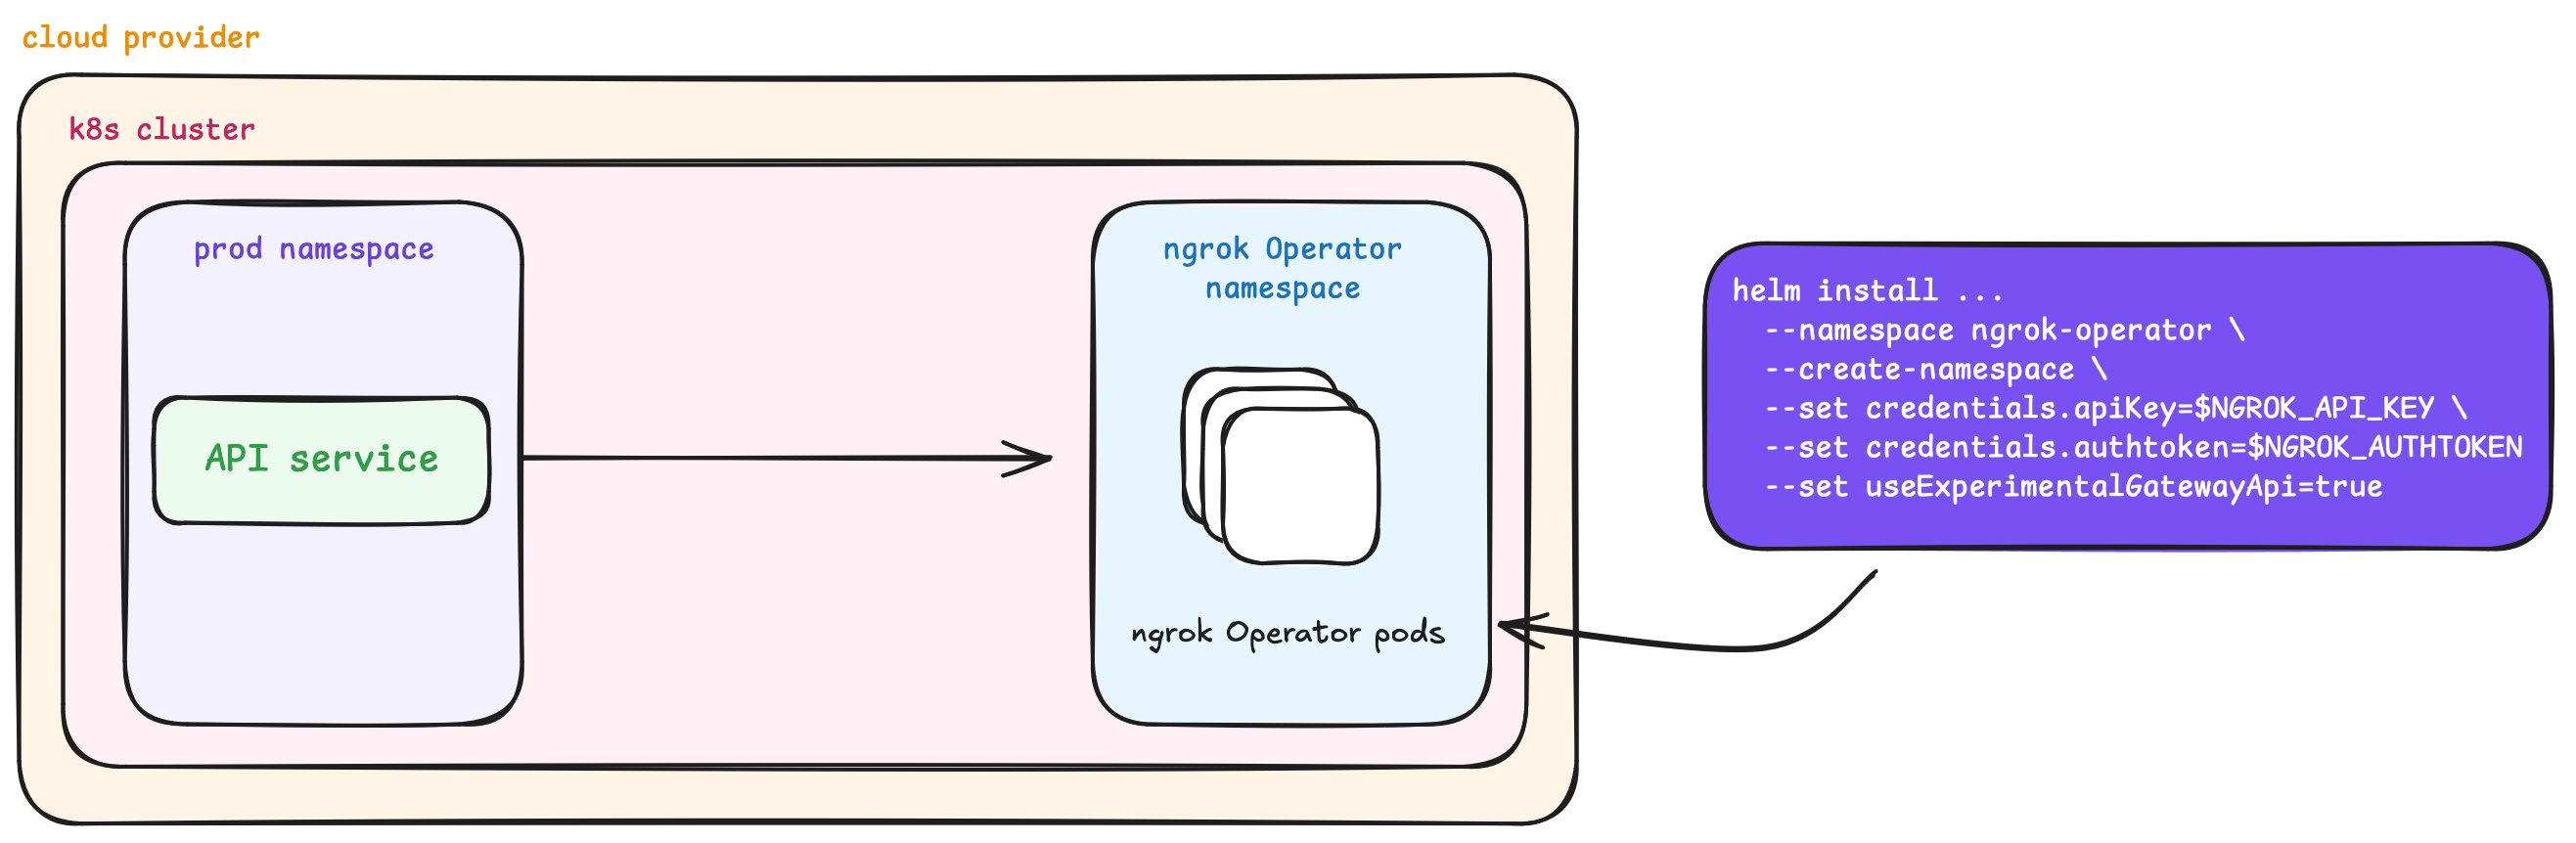 cloud provider
k8s cluster
prod namespace
API service
ngrok Operator
namespace
ngrok Operator pods
helm install ...
--namespace ngrok-operator \
--create-namespace \
--set credentials.apiKey=$NGROK_API_KEY \
--set credentials.authtoken=$NGROK_AUTHTOKEN
--set useExperimentalGatewayApi=true